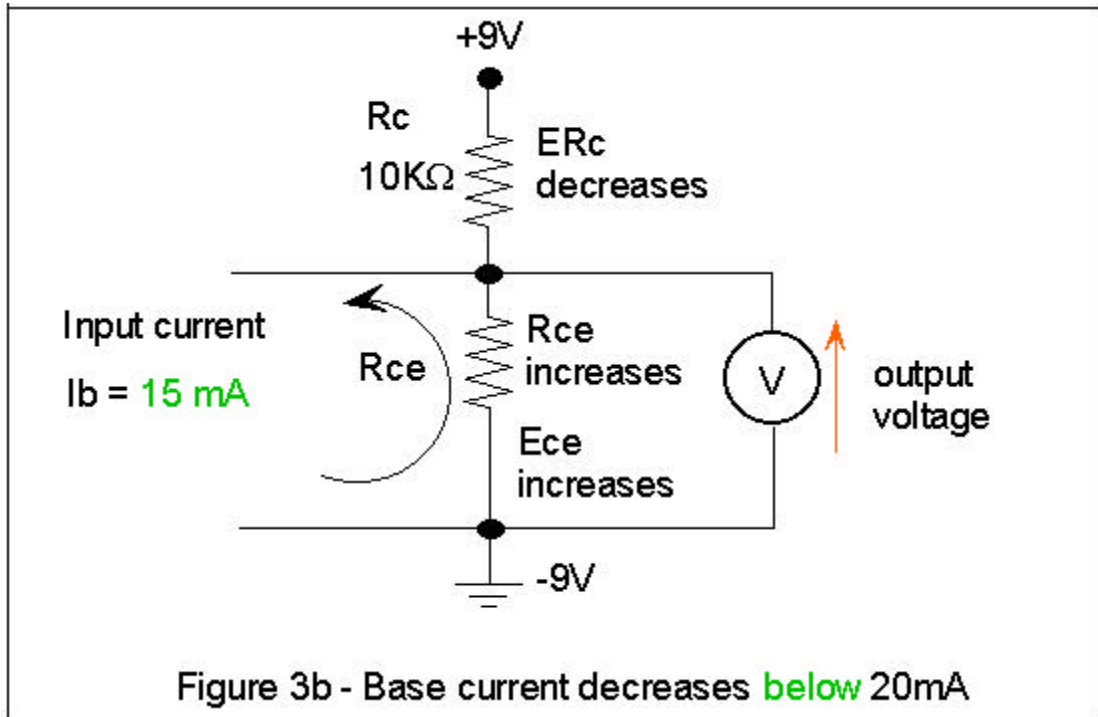 +9V
Rc
10KΩ
ERc
decreases
Input current
Ib = 15 mA
Rce
Rce
increases
Ece
increases
V
output
voltage
-9V
Figure 3b - Base current decreases below 20mA